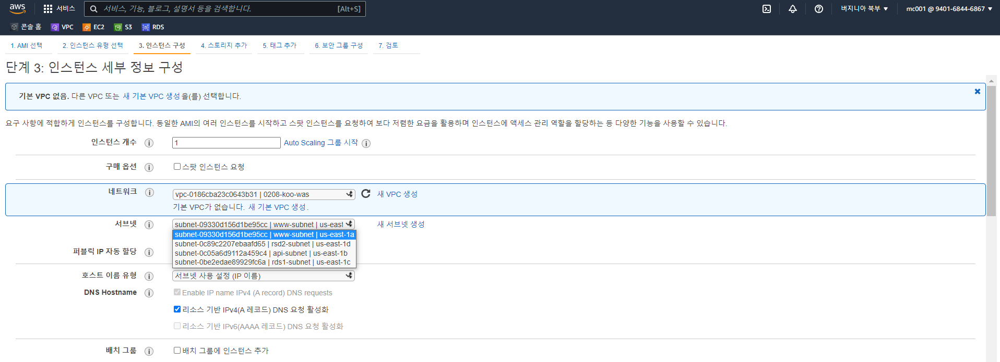 aws 서비스 서비스, 기능, 블로그, 설명서 등을 검색합니다. [Alt+S] 버지니아 북부 ▼ mc001 @ 9401-6844-6867 ▼
콘솔 홈 VPC EC2 S3 RDS
1. AMI 선택 2. 인스턴스 유형 선택 3. 인스턴스 구성 4. 스토리지 추가 5. 태그 추가 6. 보안 그룹 구성 7. 검토
단계 3: 인스턴스 세부 정보 구성
기본 VPC 없음. 다른 VPC 또는 새 기본 VPC 생성을(를) 선택합니다.
요구 사항에 적합하게 인스턴스를 구성합니다. 동일한 AMI의 여러 인스턴스를 시작하고 스팟 인스턴스를 요청하여 보다 저렴한 요금을 활용하며 인스턴스에 액세스 관리 역할을 할당하는 등 다양한 기능을 사용할 수 있습니다.
인스턴스 개수 1 Auto Scaling 그룹 시작
구매 옵션 스팟 인스턴스 요청
네트워크 vpc-0186cba23c0643b31 | 0208-koo-was 새 VPC 생성
기본 VPC가 없습니다. 새 기본 VPC 생성.
서브넷 subnet-09330d156d1be95cc | www-subnet | us-east 새 서브넷 생성
subnet-09330d156d1be95cc | www-subnet | us-east-1a
subnet-0c89c2207ebaafd65 | rsd2-subnet | us-east-1d
퍼블릭 IP 자동 할당 subnet-0c05a6d9112a459c4 | api-subnet | us-east-1b
subnet-0be2edae89929fc6a | rds1-subnet | us-east-1c
호스트 이름 유형 서브넷 사용 설정 (IP 이름)
DNS Hostname Enable IP name IPv4 (A record) DNS requests
리소스 기반 IPv4(A 레코드) DNS 요청 활성화
리소스 기반 IPv6(AAAA 레코드) DNS 요청 활성화
배치 그룹 배치 그룹에 인스턴스 추가